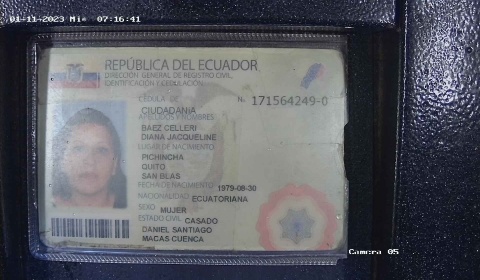 01-11-2023 Mie 07:16:41
REPÚBLICA DEL ECUADOR
DIRECCIÓN GENERAL DE REGISTRO CIVIL,
IDENTIFICACIÓN Y CEDULACIÓN
CÉDULA DE N. 171564249-0
CIUDADANÍA
APELLIDOS Y NOMBRES
BAEZ CELLERI
DIANA JACQUELINE
LUGAR DE NACIMIENTO
PICHINCHA
QUITO
SAN BLAS
FECHA DE NACIMIENTO 1979-08-30
NACIONALIDAD ECUATORIANA
SEXO MUJER
ESTADO CIVIL CASADO
DANIEL SANTIAGO
MACAS CUENCA
Camera 05